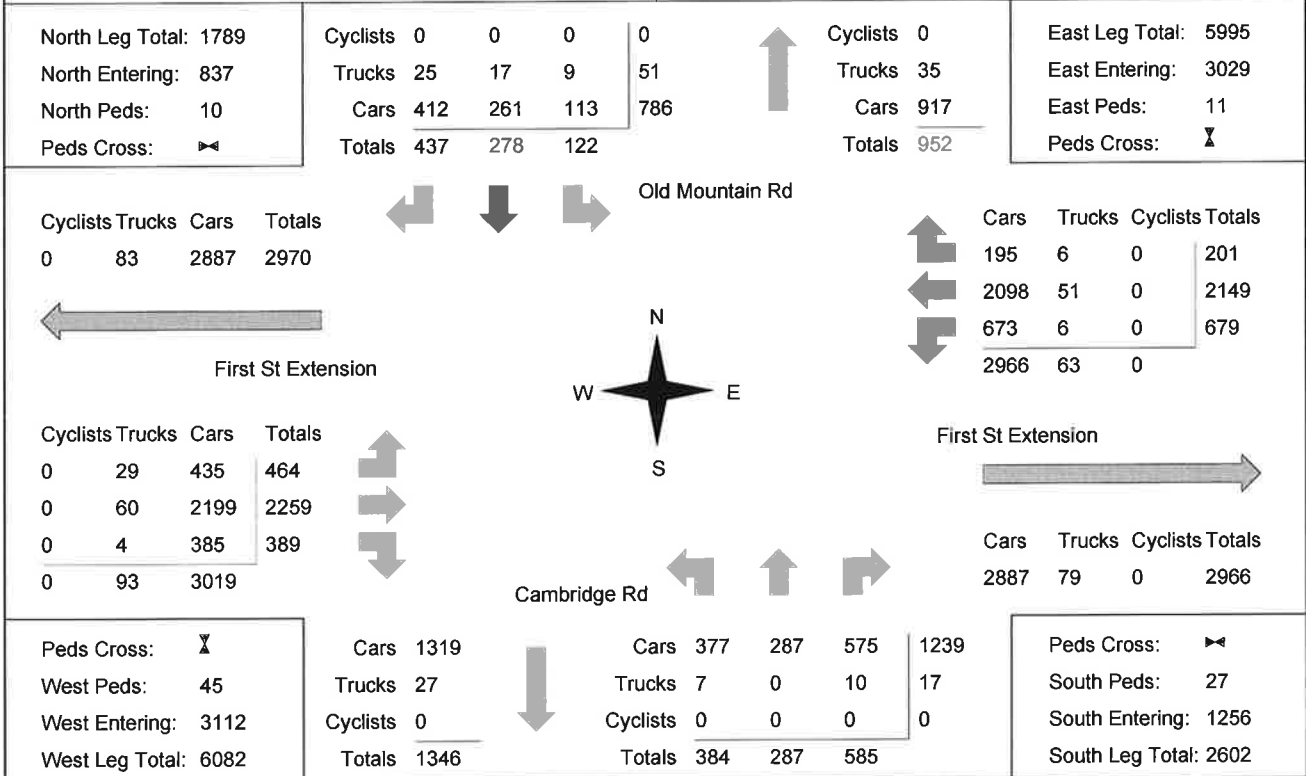 North Leg Total: 1789
North Entering: 837
North Peds: 10
Peds Cross:
Cyclists 0 0 0 0
Trucks 25 17 9 51
Cars 412 261 113 786
Totals 437 278 122
Cyclists 0
Trucks 35
Cars 917
Totals 952
East Leg Total: 5995
East Entering: 3029
East Peds: 11
Peds Cross:
Old Mountain Rd
Cyclists Trucks Cars Totals
0 83 2887 2970
Cars Trucks Cyclists Totals
195 6 0 201
2098 51 0 2149
673 6 0 679
2966 63 0
First St Extension
N
W E
S
Cyclists Trucks Cars Totals
0 29 435 464
0 60 2199 2259
0 4 385 389
0 93 3019
First St Extension
Cars Trucks Cyclists Totals
2887 79 0 2966
Cambridge Rd
Peds Cross:
West Peds: 45
West Entering: 3112
West Leg Total: 6082
Cars 1319
Trucks 27
Cyclists 0
Totals 1346
Cars 377 287 575 1239
Trucks 7 0 10 17
Cyclists 0 0 0 0
Totals 384 287 585
Peds Cross:
South Peds: 27
South Entering: 1256
South Leg Total: 2602